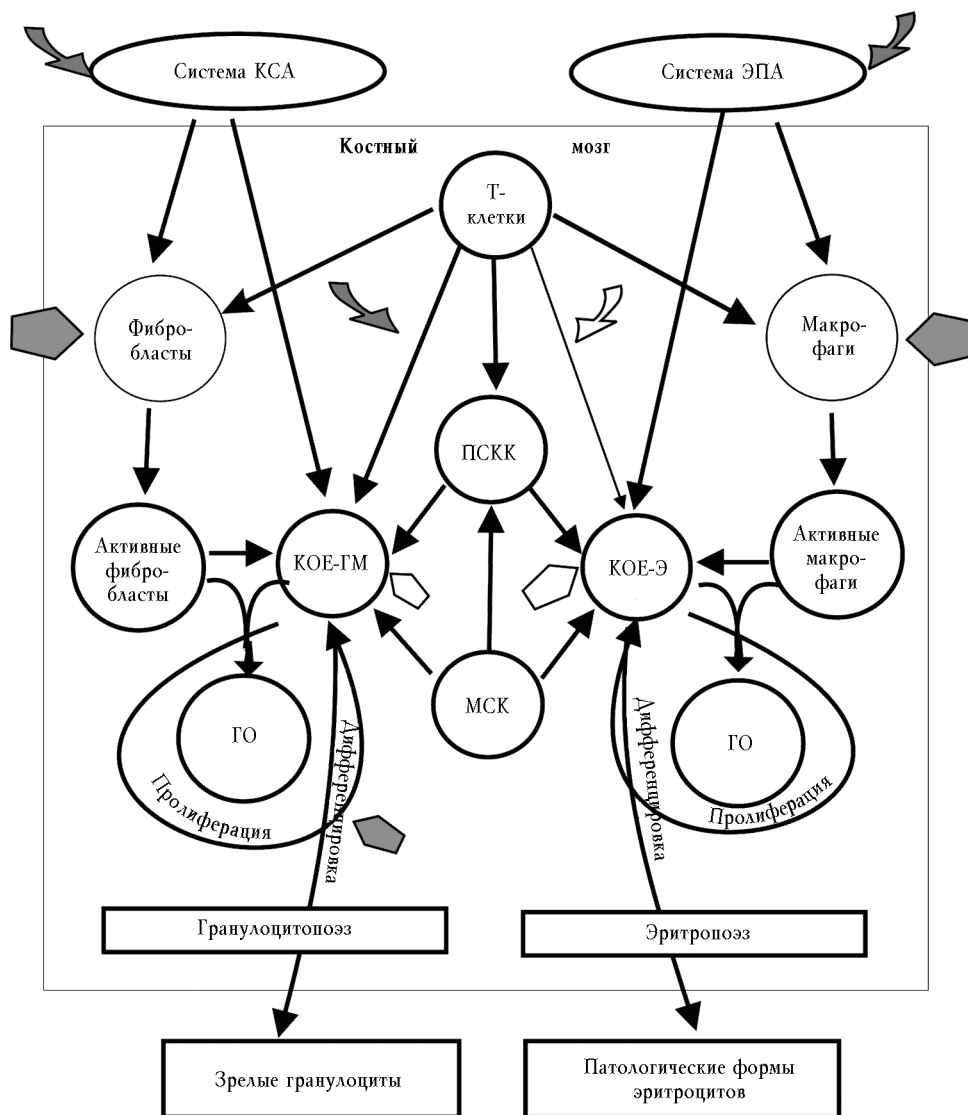 Система КСА
Система ЭПА
Костный мозг
Т-
клетки
Фибро-
бласты
Макро-
фаги
ПСКК
Активные
фибро-
бласты
КОЕ-ГМ
КОЕ-Э
Активные
макро-
фаги
МСК
ГО
ГО
Дифференцировка
Дифференцировка
Пролиферация
Пролиферация
Гранулоцитопоэз
Эритропоэз
Зрелые гранулоциты
Патологические формы
эритроцитов